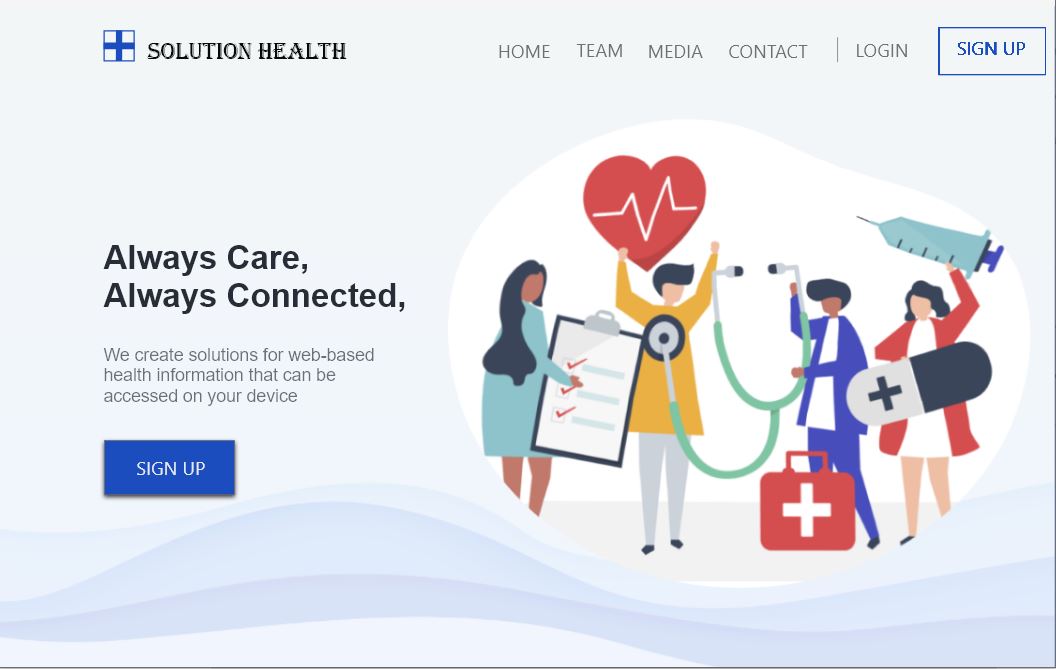 SOLUTION HEALTH
HOME TEAM MEDIA CONTACT LOGIN SIGN UP
Always Care,
Always Connected,
We create solutions for web-based
health information that can be
accessed on your device
SIGN UP